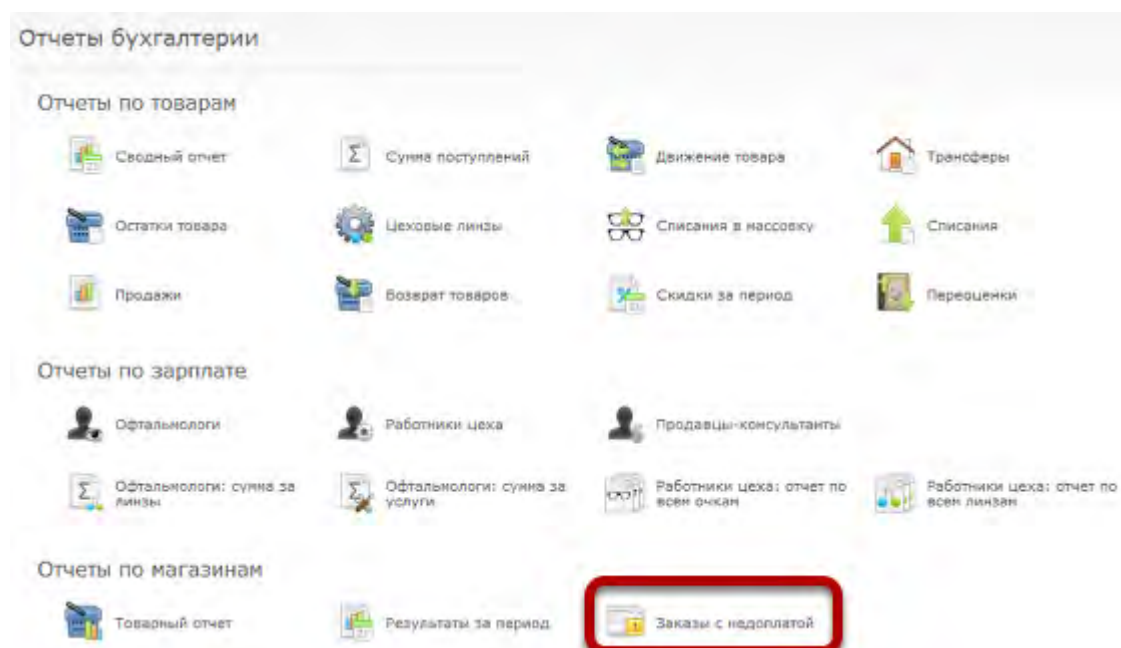 Отчеты бухгалтерии
Отчеты по товарам
Сводный отчет
Сумма поступлений
Движение товара
Трансферы
Остатки товара
Цеховые линзы
Списания в массовку
Списания
Продажи
Возврат товаров
Скидки за период
Переоценки
Отчеты по зарплате
Офтальмологи
Работники цеха
Продавцы-консультанты
Офтальмологи: сумма за
линзы
Офтальмологи: сумма за
услуги
Работники цеха: отчет по
всем очкам
Работники цеха: отчет по
всем линзам
Отчеты по магазинам
Товарный отчет
Результаты за период
Заказы с недоплатой